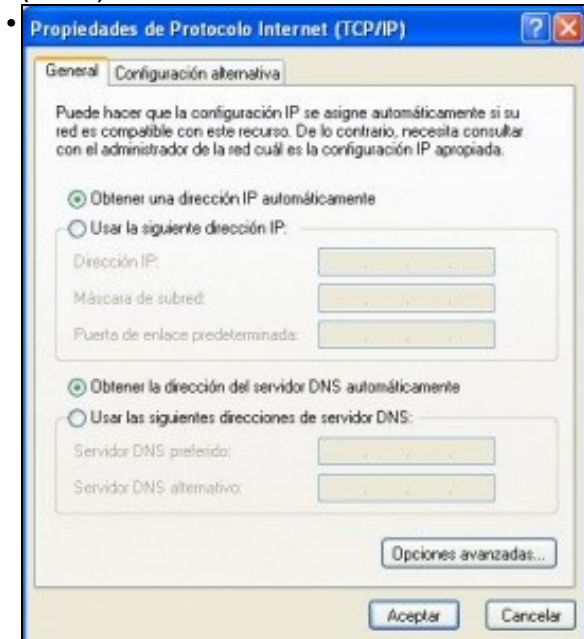 Propiedades de Protocolo Internet (TCP/IP)
General Configuración alternativa
Puede hacer que la configuración IP se asigne automáticamente si su
red es compatible con este recurso. De lo contrario, necesita consultar
con el administrador de la red cuál es la configuración IP apropiada.
Obtener una dirección IP automáticamente
Usar la siguiente dirección IP:
Dirección IP:
Máscara de subred:
Puerta de enlace predeterminada:
Obtener la dirección del servidor DNS automáticamente
Usar las siguientes direcciones de servidor DNS:
Servidor DNS preferido:
Servidor DNS alternativo:
Opciones avanzadas...
Aceptar Cancelar